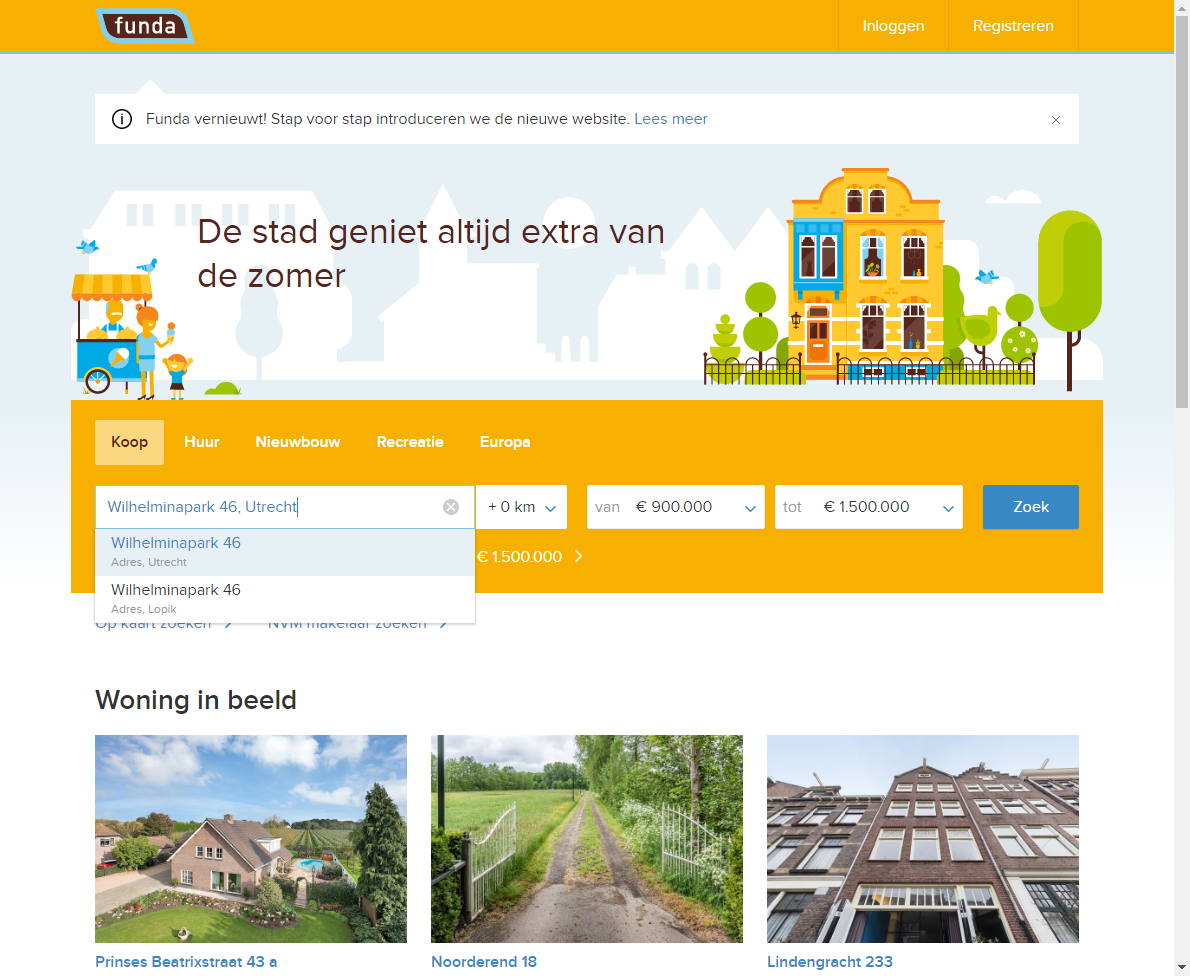 funda
Inloggen
Registreren
Funda vernieuwt! Stap voor stap introduceren we de nieuwe website. Lees meer
De stad geniet altijd extra van
de zomer
Koop
Huur
Nieuwbouw
Recreatie
Europa
Wilhelminapark 46, Utrecht
+ 0 km
van € 900.000
tot € 1.500.000
Zoek
Wilhelminapark 46
Adres, Utrecht
€ 1.500.000
Wilhelminapark 46
Adres, Lopik
Op kaart zoeken
NVM makelaar zoeken
Woning in beeld
Prinses Beatrixstraat 43 a
Noorderend 18
Lindengracht 233